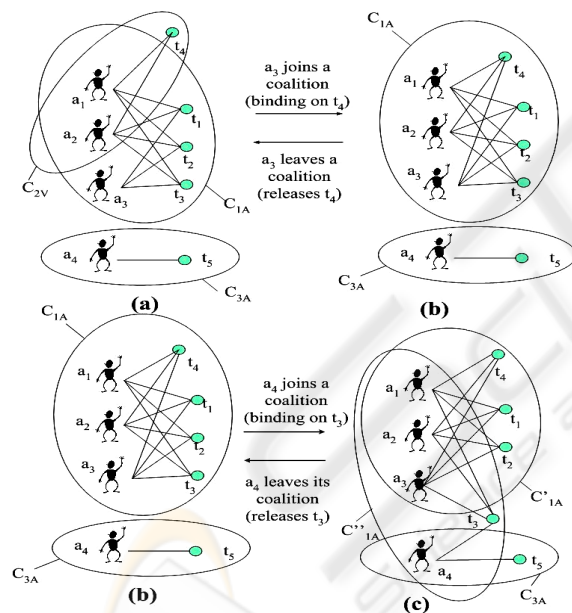 t4
a1
a2
a3
t1
t2
t3
C2V
C1A
a4
t5
C3A
(a)
a3 joins a
coalition
(binding on t4)
a3 leaves a
coalition
(releases t4)
C1A
a1
a2
a3
t4
t1
t2
t3
a4
t5
C3A
(b)
C1A
a1
a2
a3
t4
t1
t2
t3
a4
t5
C3A
(b)
a4 joins a
coalition
(binding on t3)
a4 leaves its
coalition
(releases t3)
a1
a2
a3
t4
t1
t2
t3
C'1A
C''1A
a4
t5
C3A
(c)